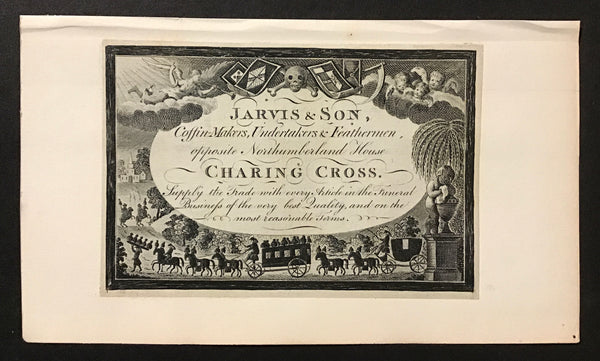 JARVIS & SON,
Coffin-Makers, Undertakers & Feathermen,
opposite Northumberland House
CHARING CROSS.
Supply the Trade with every Article in the Funeral
Business of the very best Quality, and on the
most reasonable Terms.